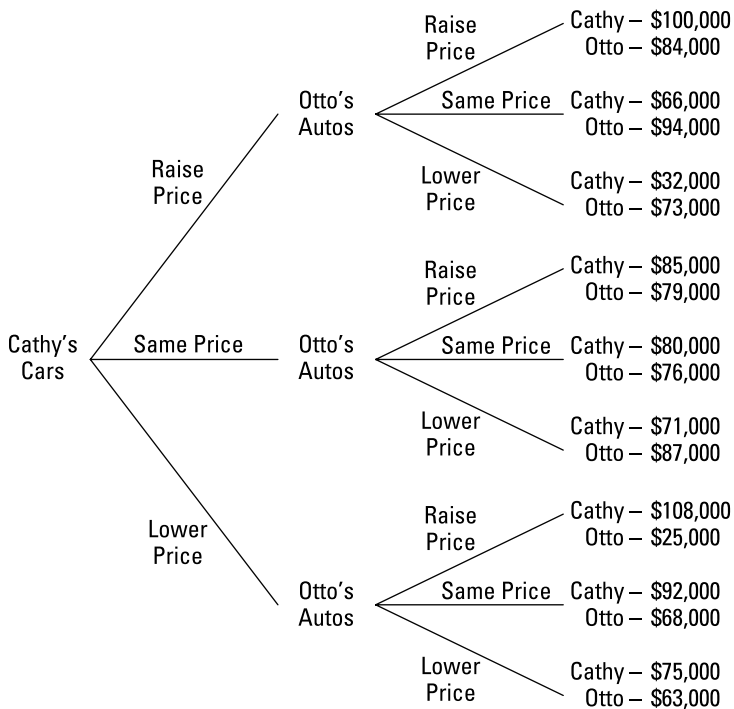 Raise
Price
Cathy – $100,000
Otto – $84,000
Otto's
Autos
Same Price
Cathy – $66,000
Otto – $94,000
Raise
Price
Lower
Price
Cathy – $32,000
Otto – $73,000
Raise
Price
Cathy – $85,000
Otto – $79,000
Cathy's
Cars
Same Price
Otto's
Autos
Same Price
Cathy – $80,000
Otto – $76,000
Lower
Price
Cathy – $71,000
Otto – $87,000
Lower
Price
Raise
Price
Cathy – $108,000
Otto – $25,000
Otto's
Autos
Same Price
Cathy – $92,000
Otto – $68,000
Lower
Price
Cathy – $75,000
Otto – $63,000